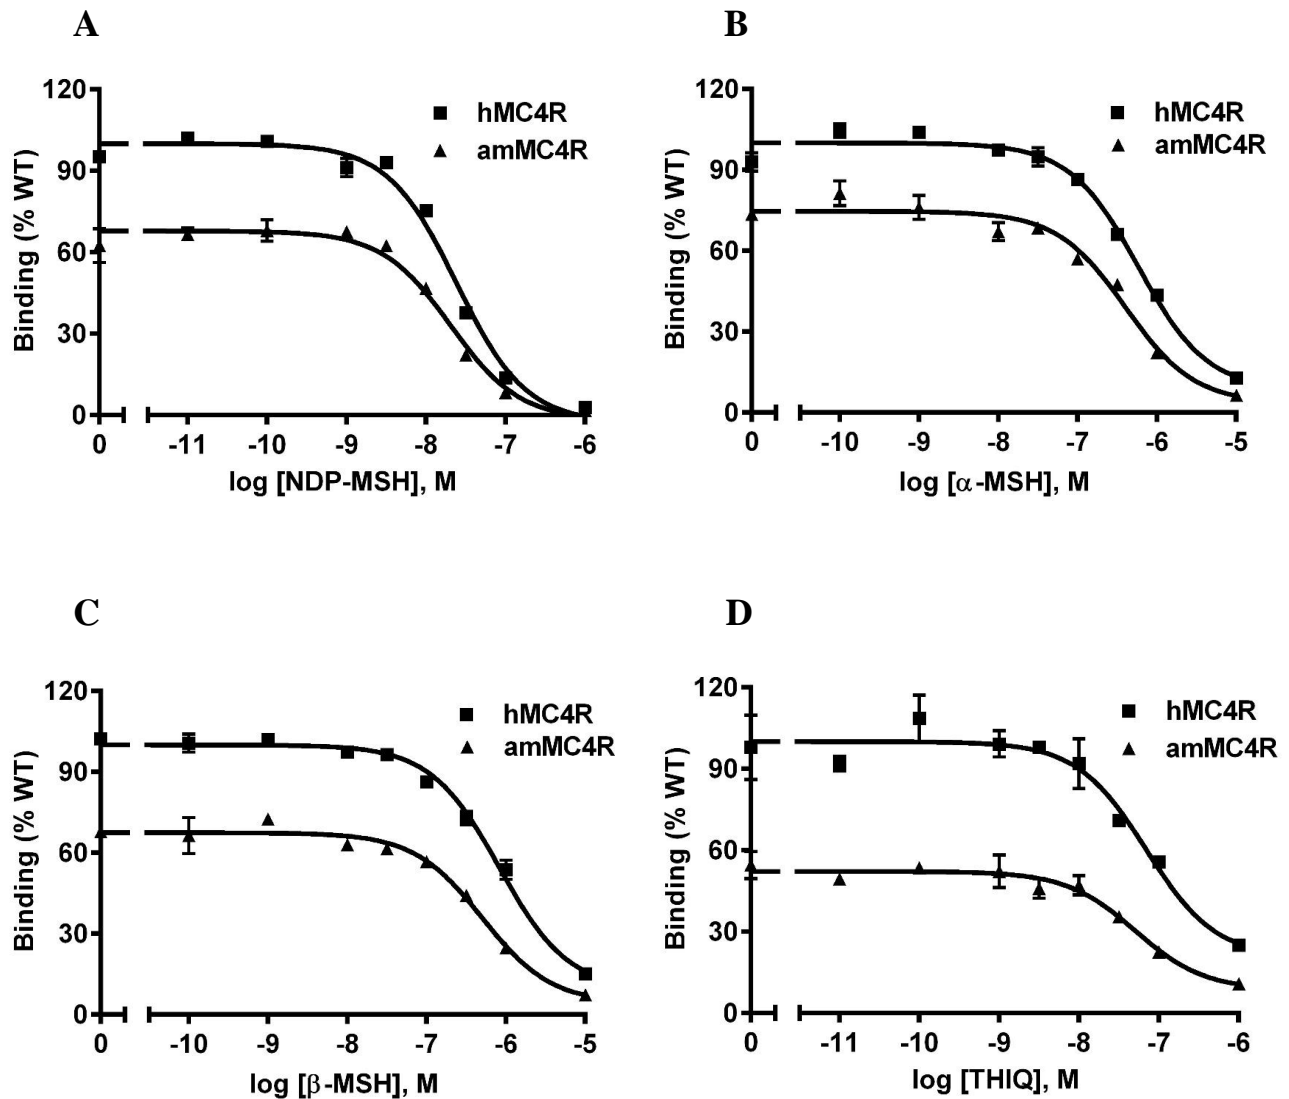 A
120
90
60
30
0
Binding (% WT)
hMC4R
amMC4R
0 -11 -10 -9 -8 -7 -6
log [NDP-MSH], M
B
120
90
60
30
0
Binding (% WT)
hMC4R
amMC4R
0 -10 -9 -8 -7 -6 -5
log [α-MSH], M
C
120
90
60
30
0
Binding (% WT)
hMC4R
amMC4R
0 -10 -9 -8 -7 -6 -5
log [β-MSH], M
D
120
90
60
30
0
Binding (% WT)
hMC4R
amMC4R
0 -11 -10 -9 -8 -7 -6
log [THIQ], M